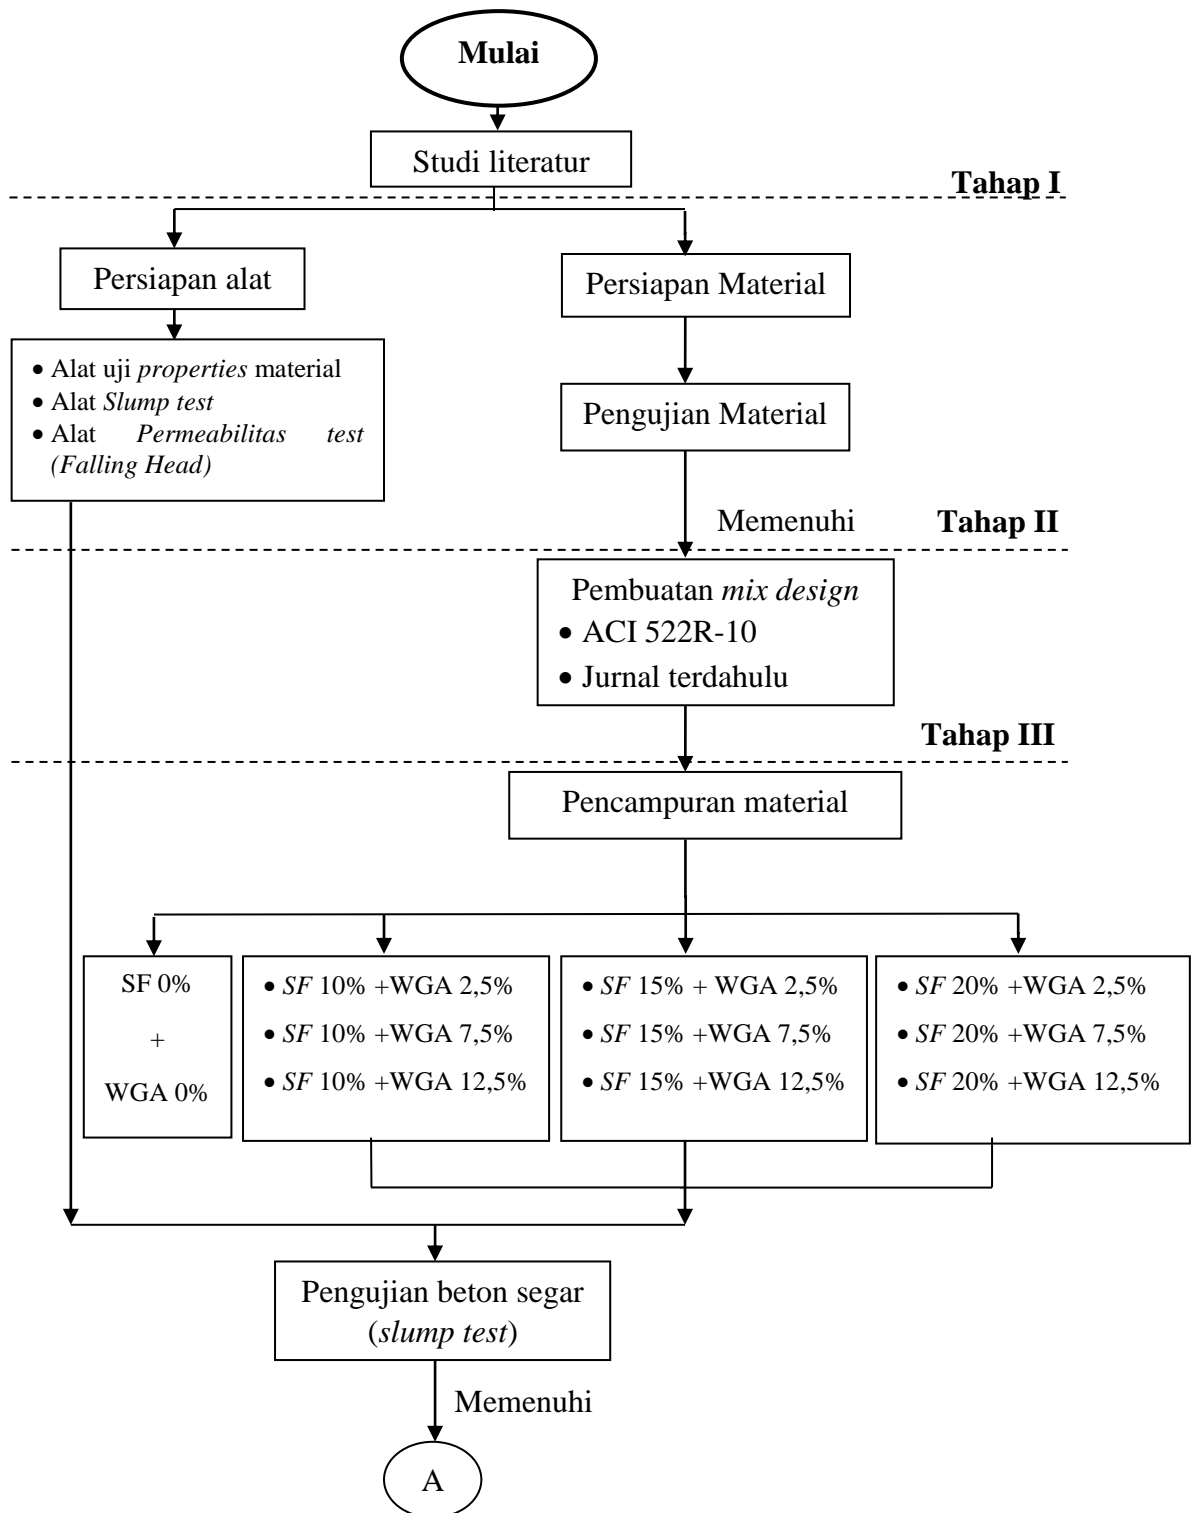 Mulai
Studi literatur
Tahap I
Persiapan alat
Persiapan Material
• Alat uji properties material
• Alat Slump test
• Alat Permeabilitas test
(Falling Head)
Pengujian Material
Memenuhi
Tahap II
Pembuatan mix design
• ACI 522R-10
• Jurnal terdahulu
Tahap III
Pencampuran material
SF 0%
+
WGA 0%
• SF 10% +WGA 2,5%
• SF 10% +WGA 7,5%
• SF 10% +WGA 12,5%
• SF 15% + WGA 2,5%
• SF 15% +WGA 7,5%
• SF 15% +WGA 12,5%
• SF 20% +WGA 2,5%
• SF 20% +WGA 7,5%
• SF 20% +WGA 12,5%
Pengujian beton segar
(slump test)
Memenuhi
A